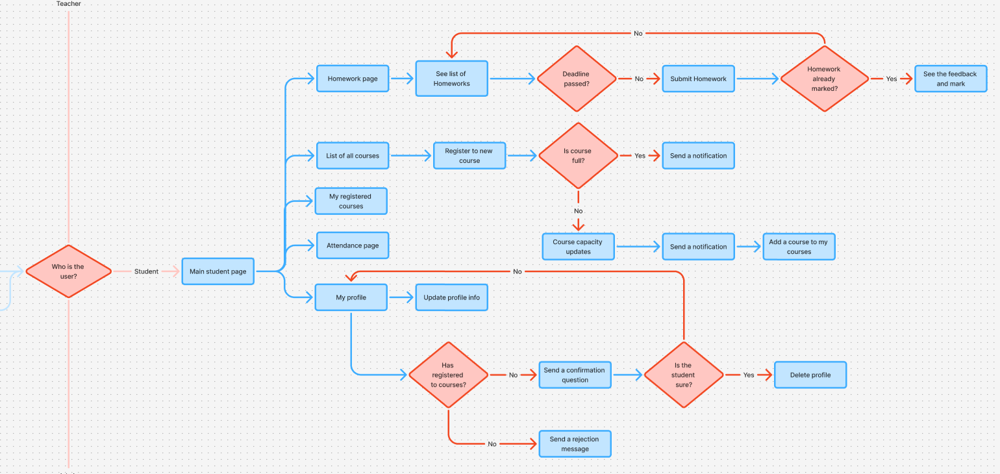 Teacher
No
Homework page
See list of
Homeworks
Deadline
passed?
No
Submit Homework
Homework
already
marked?
Yes
See the feedback
and mark
List of all courses
Register to new
course
Is course
full?
Yes
Send a notification
My registered
courses
No
Attendance page
Course capacity
updates
Send a notification
Add a course to my
courses
Who is the
user?
Student
Main student page
No
My profile
Update profile info
Has
registered
to courses?
No
Send a confirmation
question
Is the
student
sure?
Yes
Delete profile
No
Send a rejection
message